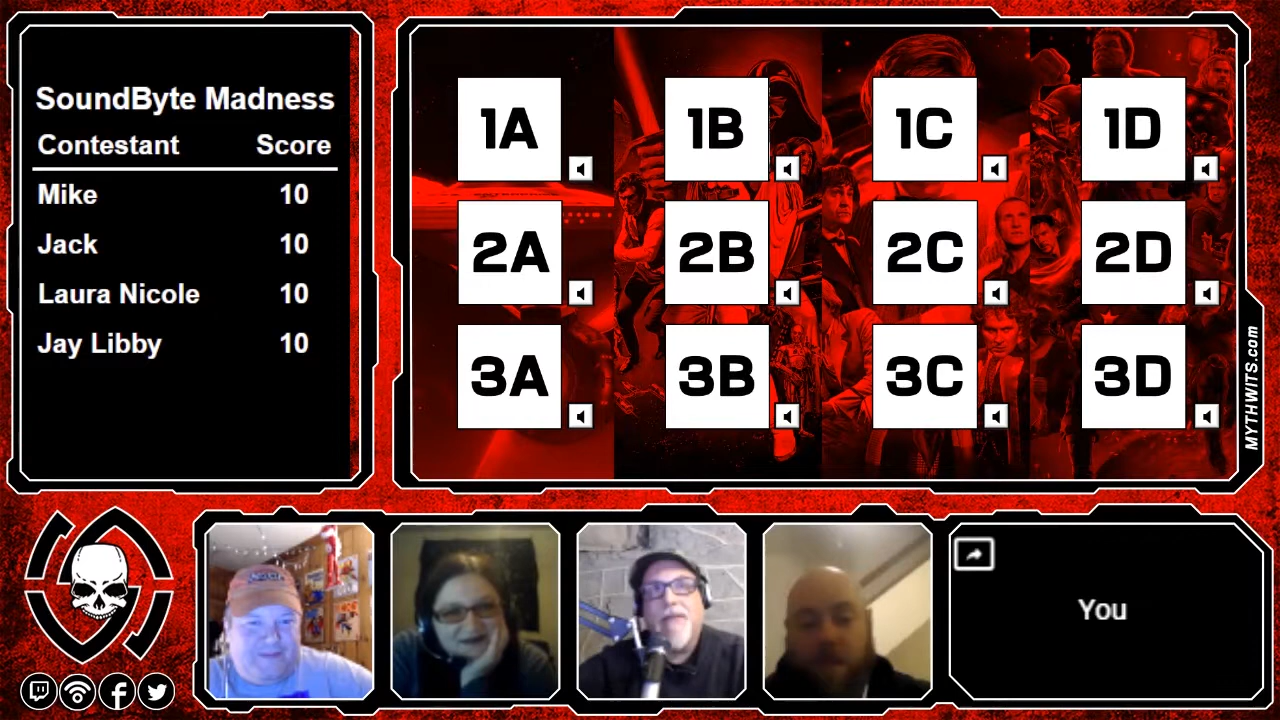 SoundByte Madness
Contestant Score
Mike 10
Jack 10
Laura Nicole 10
Jay Libby 10
1A 1B 1C 1D
2A 2B 2C 2D
3A 3B 3C 3D
MYTHWITS.com
You